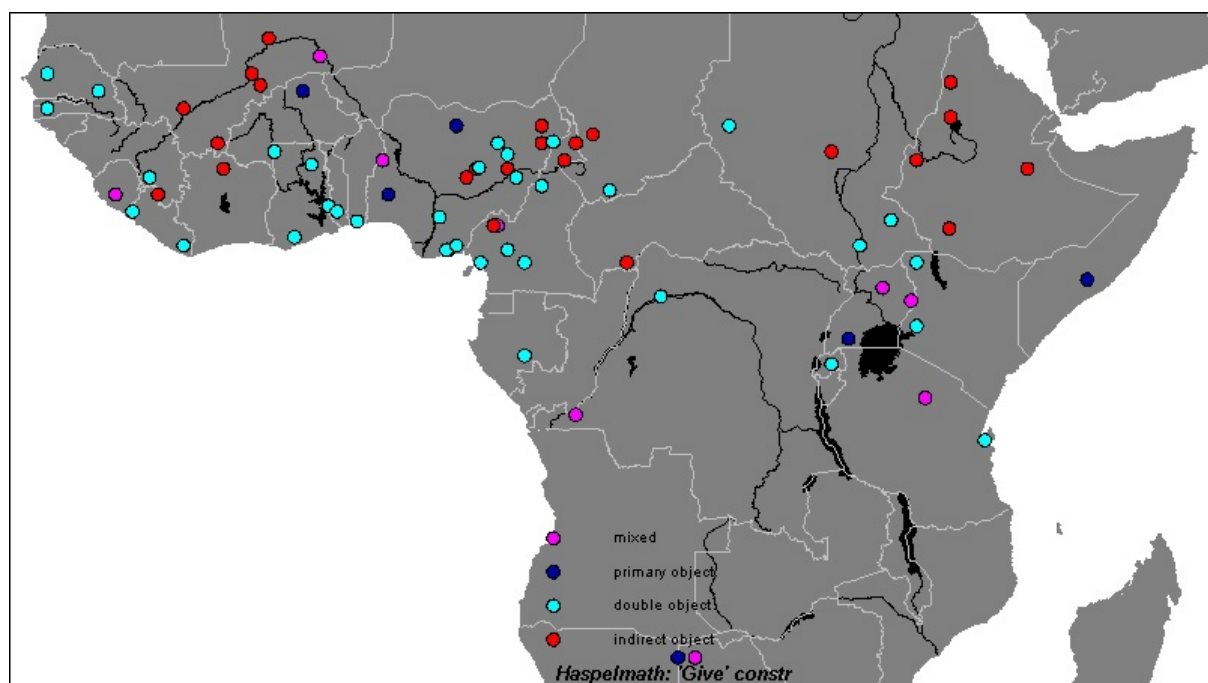 mixed
primary object
double object
indirect object
Haspelmath: 'Give' constr